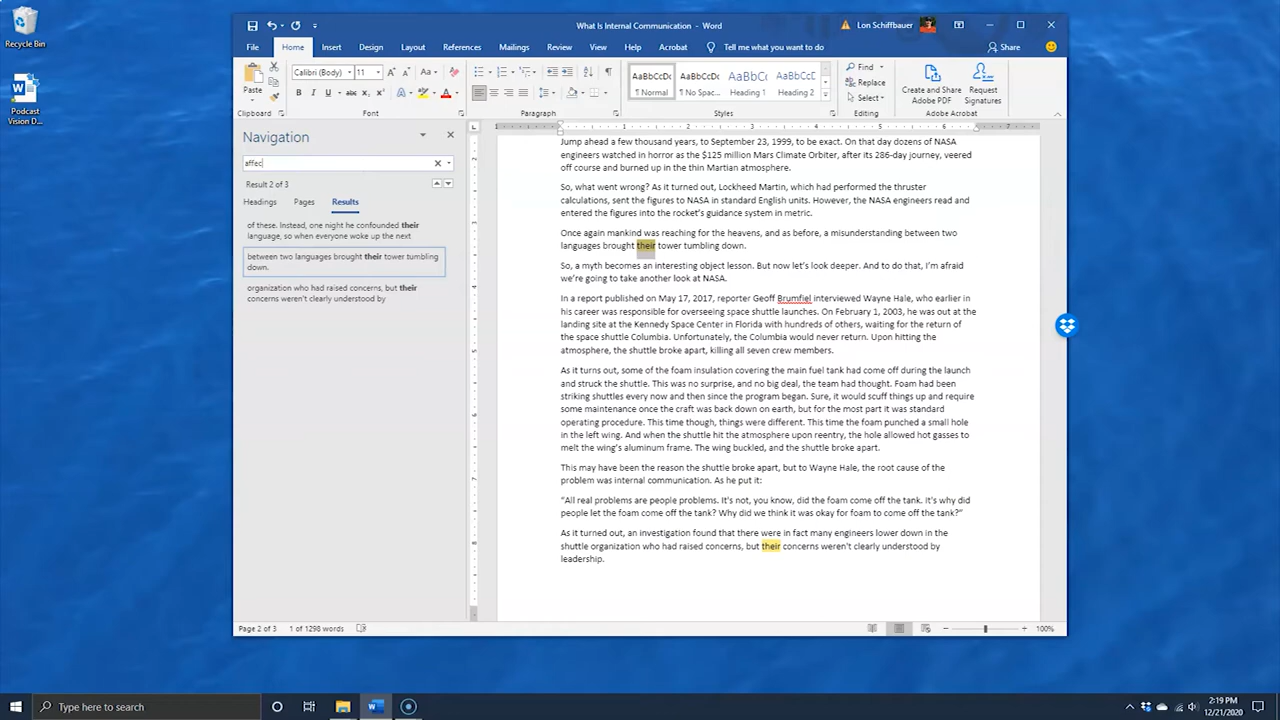 Recycle Bin
Podcast
Vision D...
What Is Internal Communication - Word
Lon Schiffbauer
File Home Insert Design Layout References Mailings Review View Help Acrobat Tell me what you want to do Share
Paste
Clipboard
Calibri (Body) 11
Font
Paragraph
AaBbCcDc
¶ Normal
AaBbCcDc
¶ No Spac...
AaBbCc
Heading 1
AaBbCcD
Heading 2
Styles
Find
Replace
Select
Editing
Create and Share
Adobe PDF
Request
Signatures
Adobe Acrobat
Navigation
affec
Result 2 of 3
Headings Pages Results
of these. Instead, one night he confounded their
language, so when everyone woke up the next
between two languages brought their tower tumbling
down.
organization who had raised concerns, but their
concerns weren't clearly understood by
Jump ahead a few thousand years, to September 23, 1999, to be exact. On that day dozens of NASA
engineers watched in horror as the $125 million Mars Climate Orbiter, after its 286-day journey, veered
off course and burned up in the thin Martian atmosphere.
So, what went wrong? As it turned out, Lockheed Martin, which had performed the thruster
calculations, sent the figures to NASA in standard English units. However, the NASA engineers read and
entered the figures into the rocket's guidance system in metric.
Once again mankind was reaching for the heavens, and as before, a misunderstanding between two
languages brought their tower tumbling down.
So, a myth becomes an interesting object lesson. But now let's look deeper. And to do that, I'm afraid
we're going to take another look at NASA.
In a report published on May 17, 2017, reporter Geoff Brumfiel interviewed Wayne Hale, who earlier in
his career was responsible for overseeing space shuttle launches. On February 1, 2003, he was out at the
landing site at the Kennedy Space Center in Florida with hundreds of others, waiting for the return of
the space shuttle Columbia. Unfortunately, the Columbia would never return. Upon hitting the
atmosphere, the shuttle broke apart, killing all seven crew members.
As it turns out, some of the foam insulation covering the main fuel tank had come off during the launch
and struck the shuttle. This was no surprise, and no big deal, the team had thought. Foam had been
striking shuttles every now and then since the program began. Sure, it would scuff things up and require
some maintenance once the craft was back down on earth, but for the most part it was standard
operating procedure. This time though, things were different. This time the foam punched a small hole
in the left wing. And when the shuttle hit the atmosphere upon reentry, the hole allowed hot gasses to
melt the wing's aluminum frame. The wing buckled, and the shuttle broke apart.
This may have been the reason the shuttle broke apart, but to Wayne Hale, the root cause of the
problem was internal communication. As he put it:
“All real problems are people problems. It's not, you know, did the foam come off the tank. It's why did
people let the foam come off the tank? Why did we think it was okay for foam to come off the tank?”
As it turned out, an investigation found that there were in fact many engineers lower down in the
shuttle organization who had raised concerns, but their concerns weren't clearly understood by
leadership.
Page 2 of 3 1 of 1298 words 100%
Type here to search
2:19 PM
12/21/2020